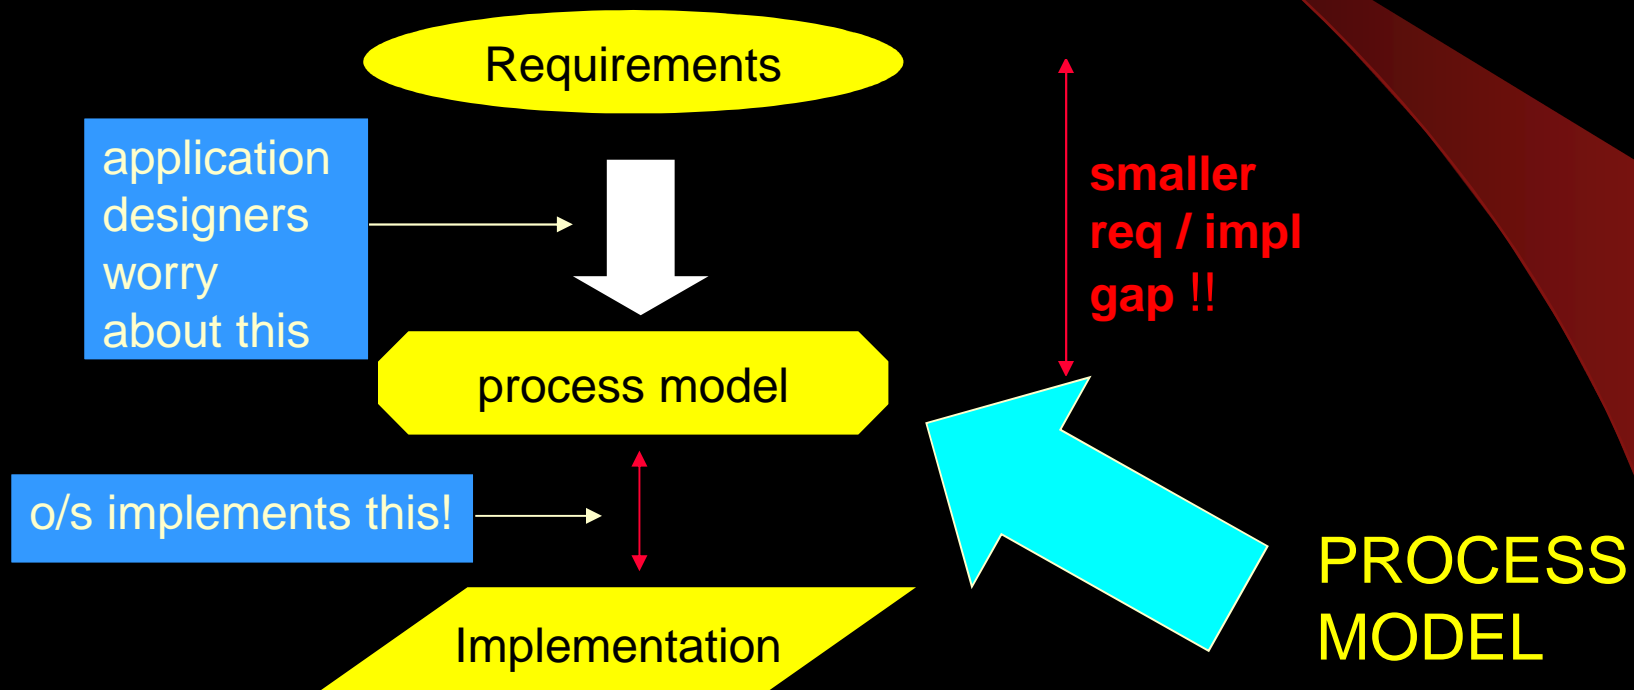 Requirements
application
designers
worry
about this
smaller
req / impl
gap !!
process model
o/s implements this!
PROCESS
MODEL
Implementation